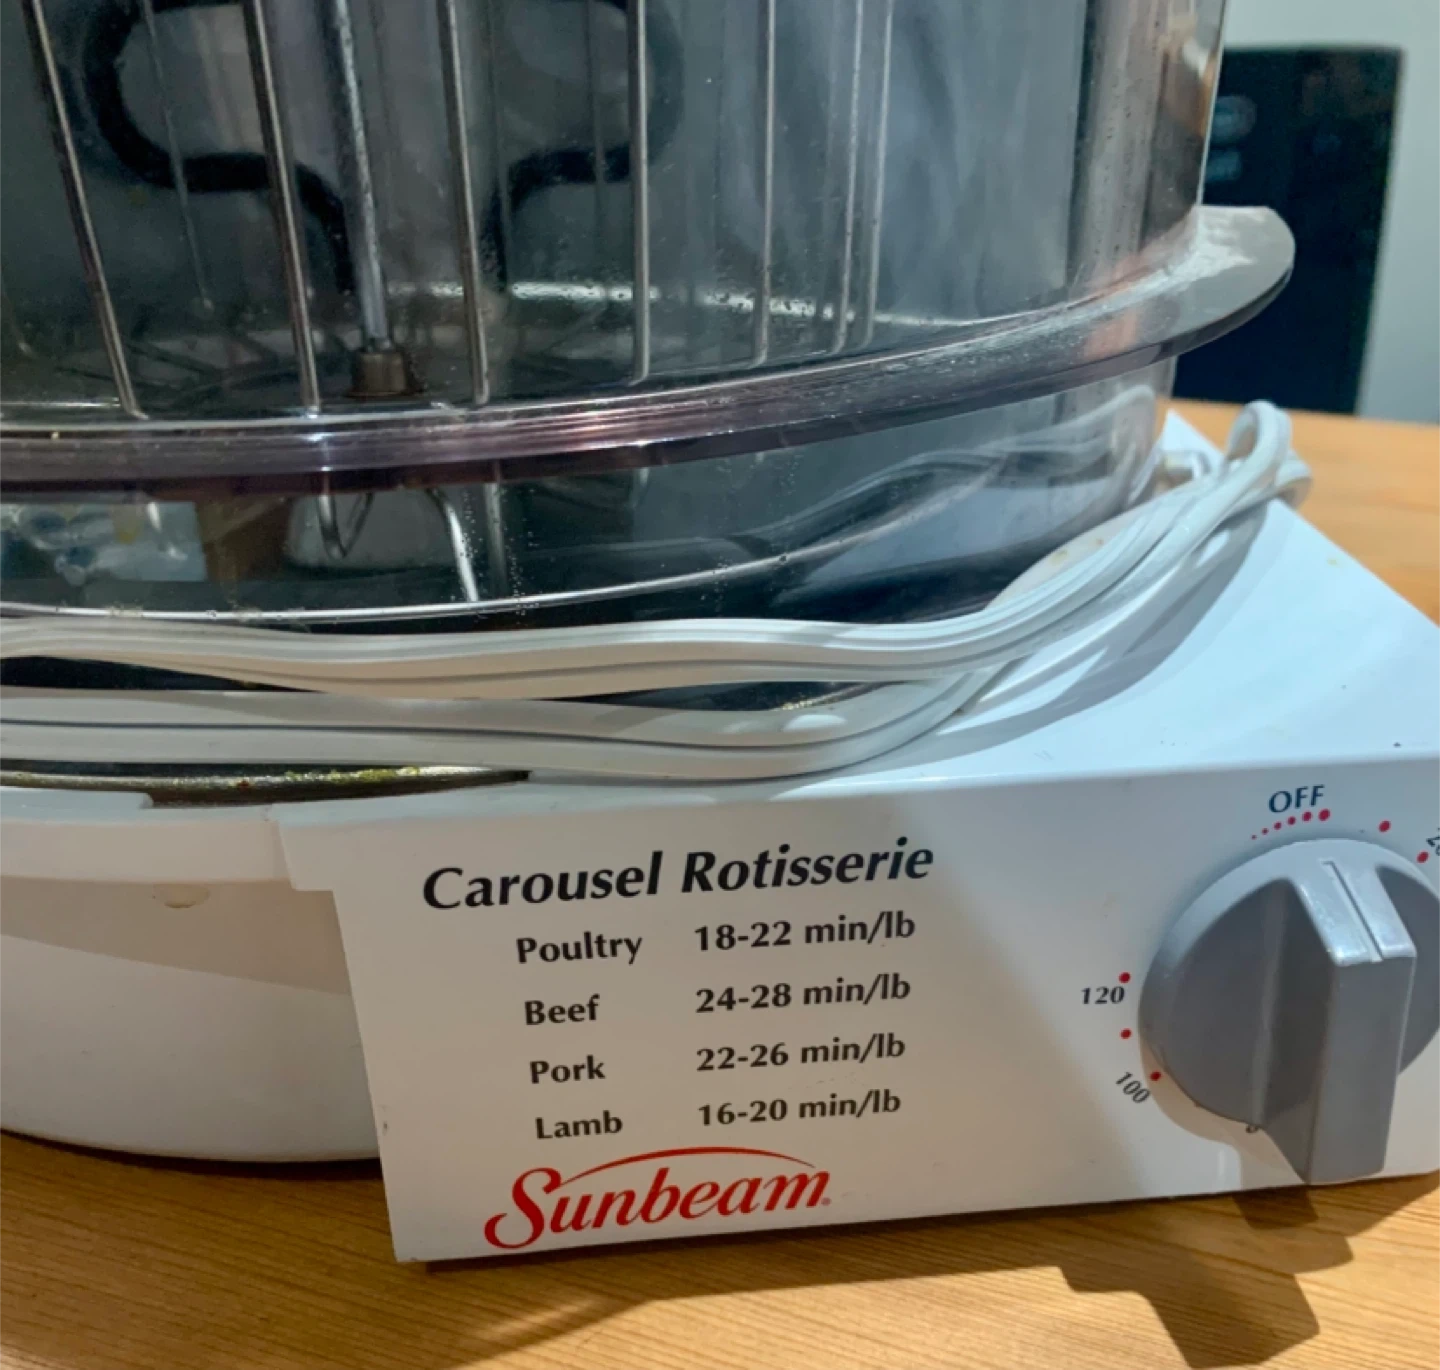 Carousel Rotisserie
Poultry 18-22 min/lb
Beef 24-28 min/lb
Pork 22-26 min/lb
Lamb 16-20 min/lb
Sunbeam®
OFF
120
100